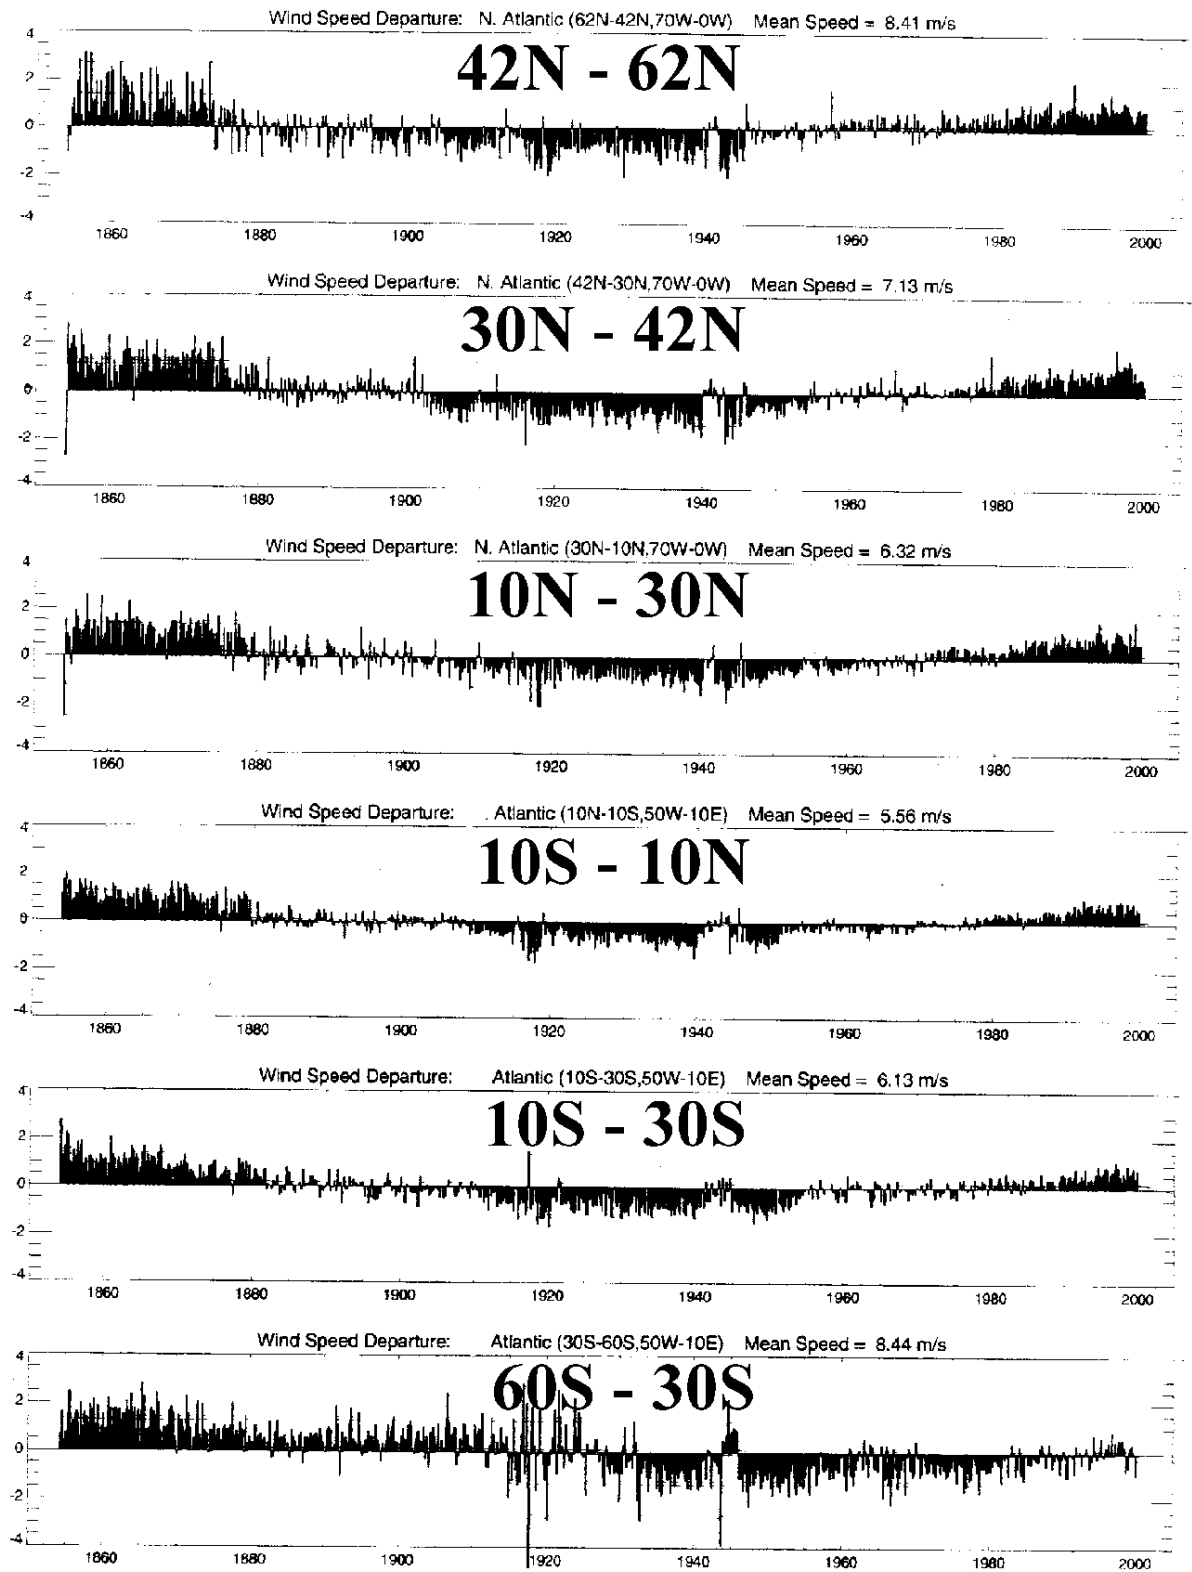 Wind Speed Departure: N. Atlantic (62N-42N,70W-0W) Mean Speed = 8.41 m/s
42N - 62N
4
2
0
-2
-4
1860 1880 1900 1920 1940 1960 1980 2000
Wind Speed Departure: N. Atlantic (42N-30N,70W-0W) Mean Speed = 7.13 m/s
30N - 42N
4
2
0
-2
-4
1860 1880 1900 1920 1940 1960 1980 2000
Wind Speed Departure: N. Atlantic (30N-10N,70W-0W) Mean Speed = 6.32 m/s
10N - 30N
4
2
0
-2
-4
1860 1880 1900 1920 1940 1960 1980 2000
Wind Speed Departure: . Atlantic (10N-10S,50W-10E) Mean Speed = 5.56 m/s
10S - 10N
4
2
0
-2
-4
1860 1880 1900 1920 1940 1960 1980 2000
Wind Speed Departure: Atlantic (10S-30S,50W-10E) Mean Speed = 6.13 m/s
10S - 30S
4
2
0
-2
-4
1860 1880 1900 1920 1940 1960 1980 2000
Wind Speed Departure: Atlantic (30S-60S,50W-10E) Mean Speed = 8.44 m/s
60S - 30S
4
2
0
-2
-4
1860 1880 1900 1920 1940 1960 1980 2000